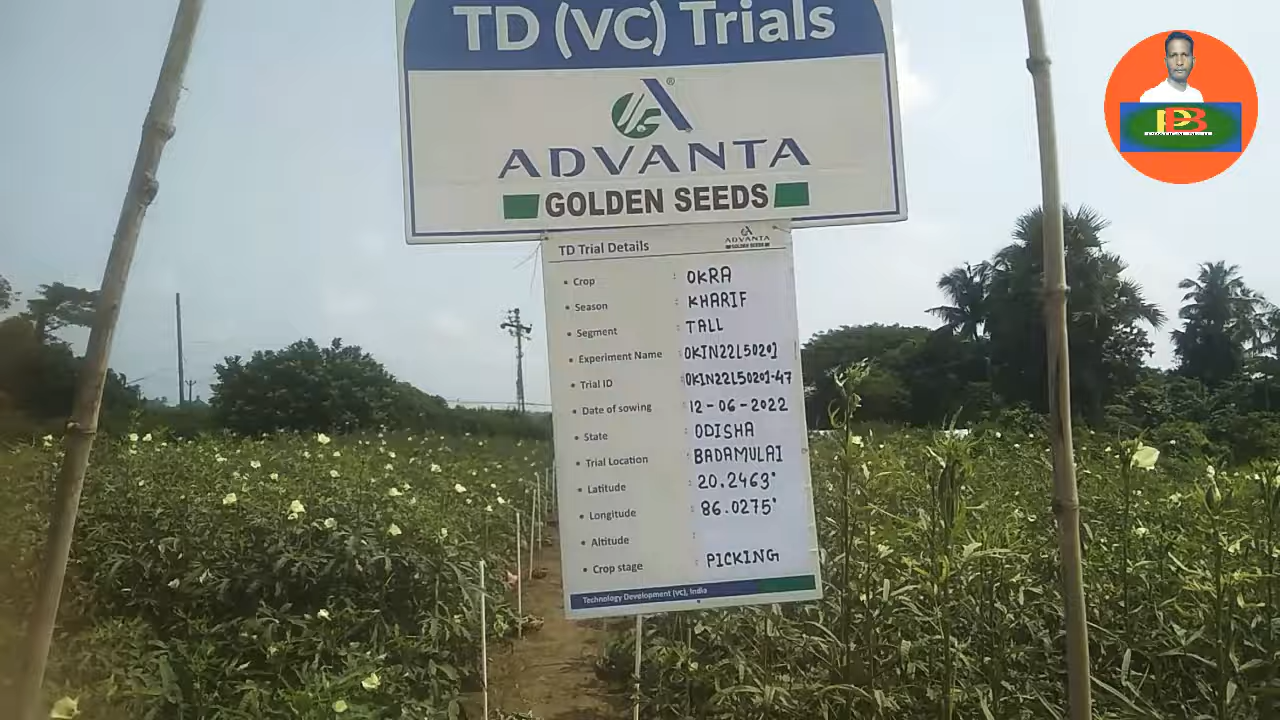 TD (VC) Trials
®
ADVANTA
GOLDEN SEEDS
TD Trial Details
ADVANTA
GOLDEN SEEDS
• Crop : OKRA
• Season : KHARIF
• Segment : TALL
• Experiment Name : OKIN22L50201
• Trial ID : OKIN22L50201-47
• Date of sowing : 12-06-2022
• State : ODISHA
• Trial Location : BADAMULAI
• Latitude : 20.2463°
• Longitude : 86.0275°
• Altitude :
• Crop stage : PICKING
Technology Development (VC), India
PB